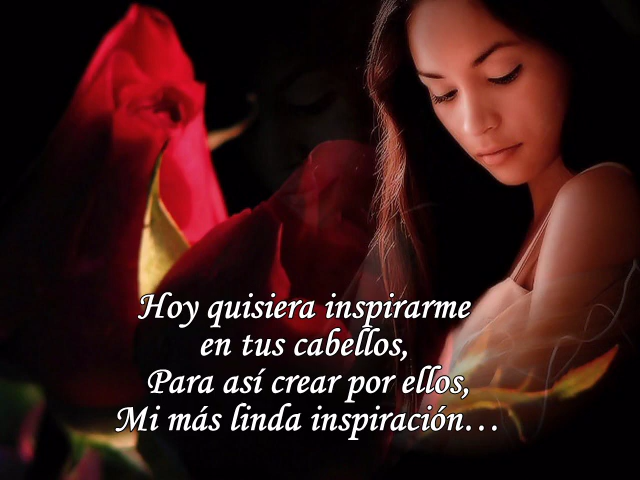 Hoy quisiera inspirarme
en tus cabellos,
Para así crear por ellos,
Mi más linda inspiración…